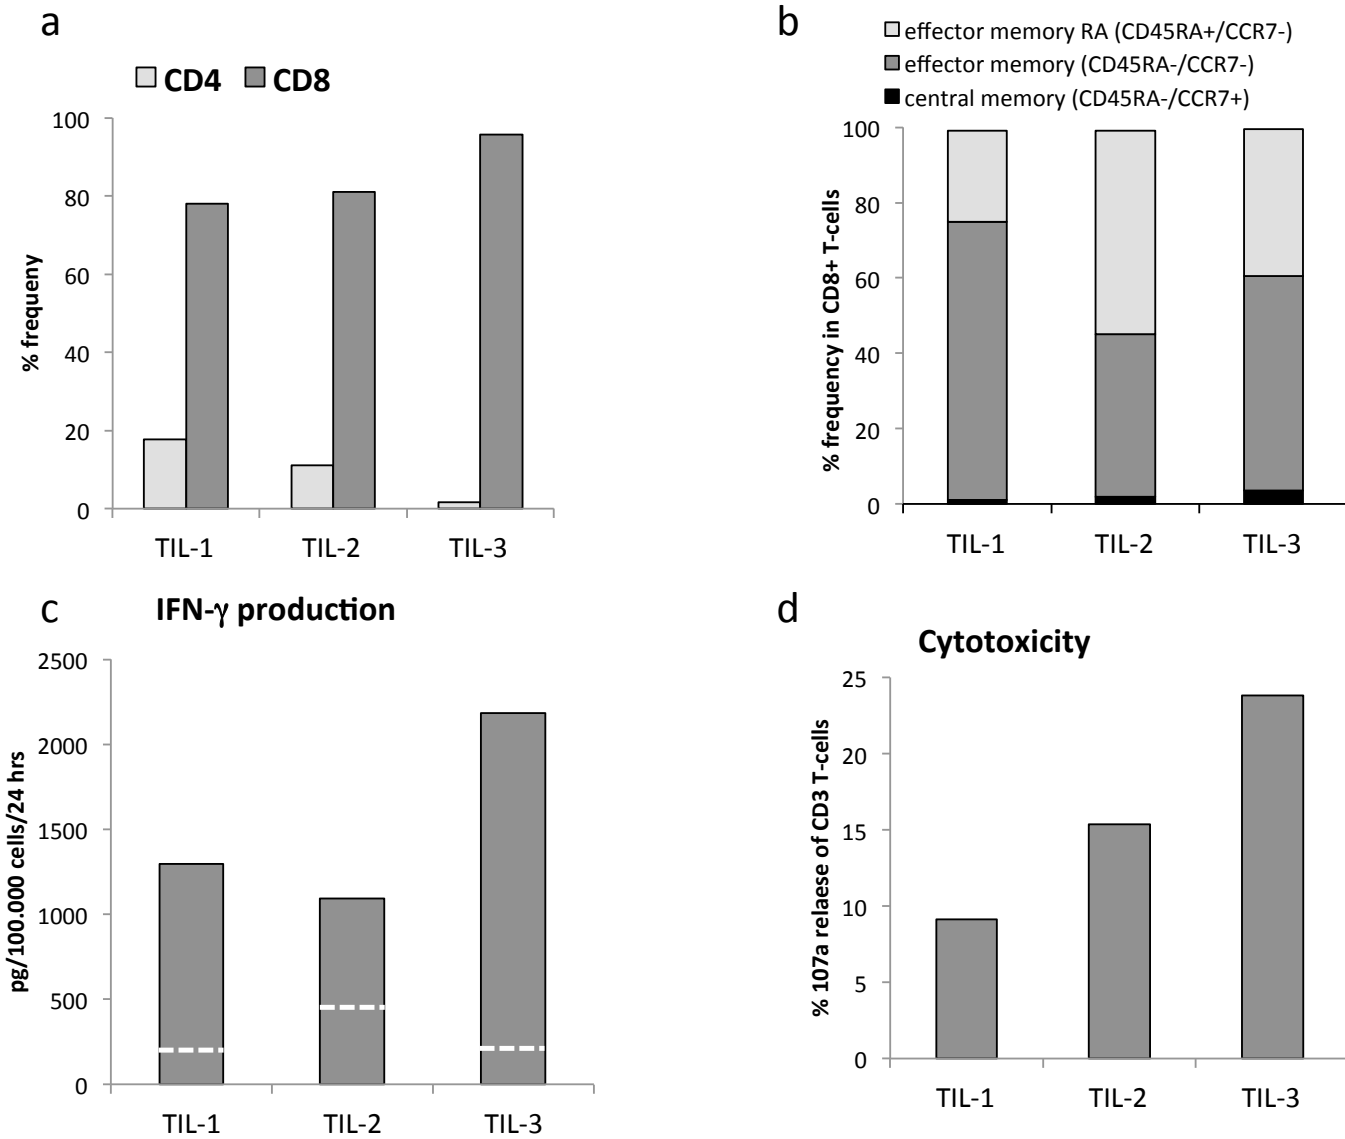 a
CD4 CD8
% frequeny
100
80
60
40
20
0
TIL-1 TIL-2 TIL-3
b
effector memory RA (CD45RA+/CCR7-)
effector memory (CD45RA-/CCR7-)
central memory (CD45RA-/CCR7+)
% frequency in CD8+ T-cells
100
80
60
40
20
0
TIL-1 TIL-2 TIL-3
c
IFN-γ production
pg/100.000 cells/24 hrs
2500
2000
1500
1000
500
0
TIL-1 TIL-2 TIL-3
d
Cytotoxicity
% 107a relaese of CD3 T-cells
25
20
15
10
5
0
TIL-1 TIL-2 TIL-3